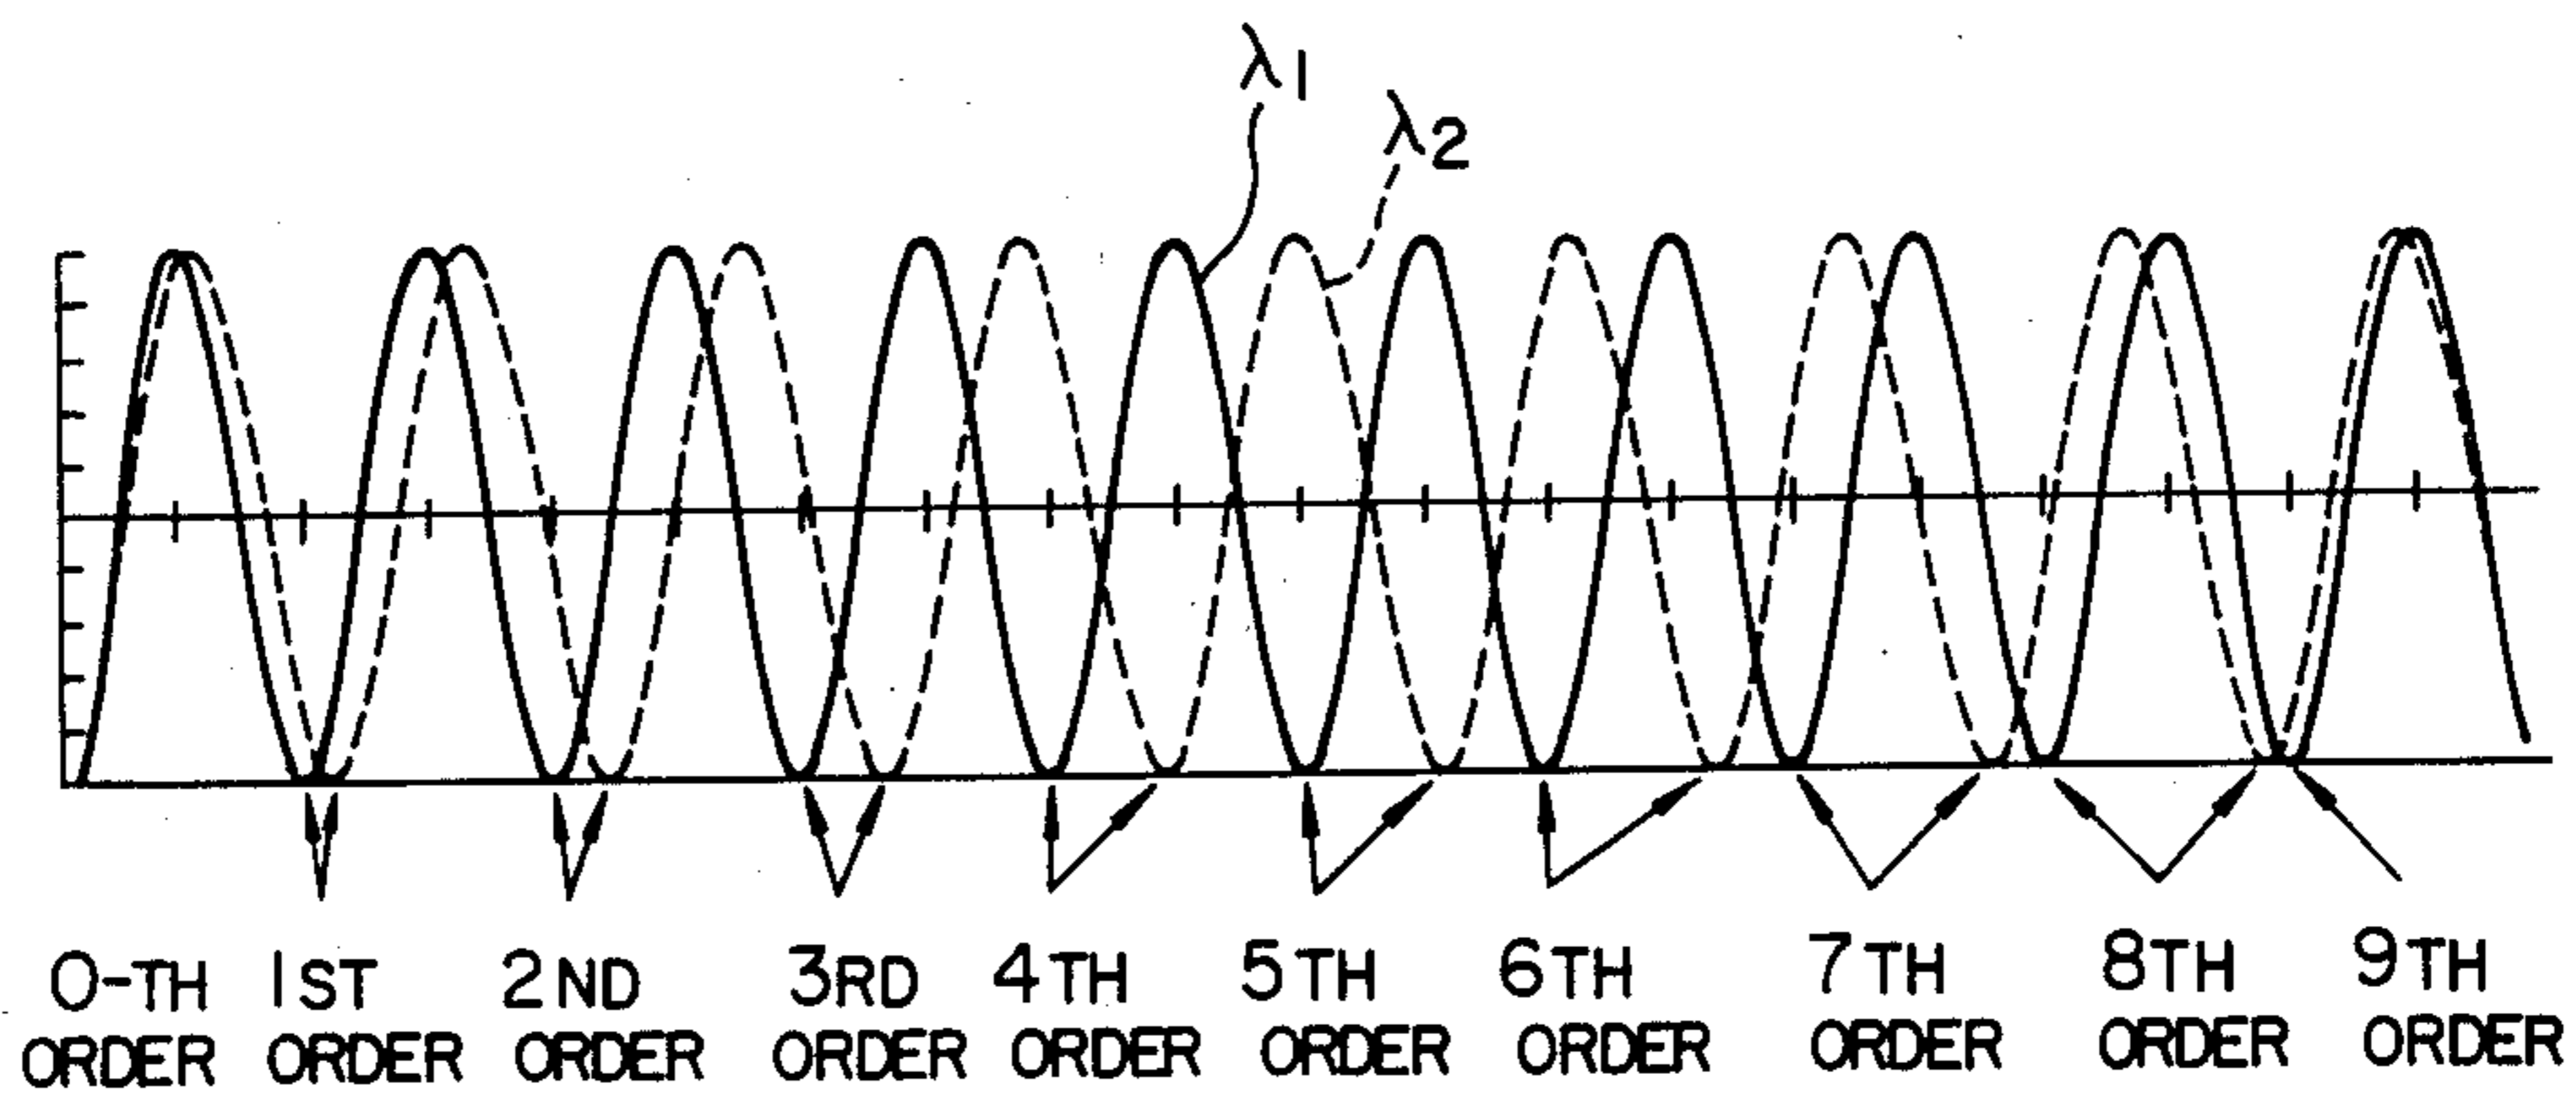 λ1
λ2
0-TH 1ST 2ND 3RD 4TH 5TH 6TH 7TH 8TH 9TH
ORDER ORDER ORDER ORDER ORDER ORDER ORDER ORDER ORDER ORDER